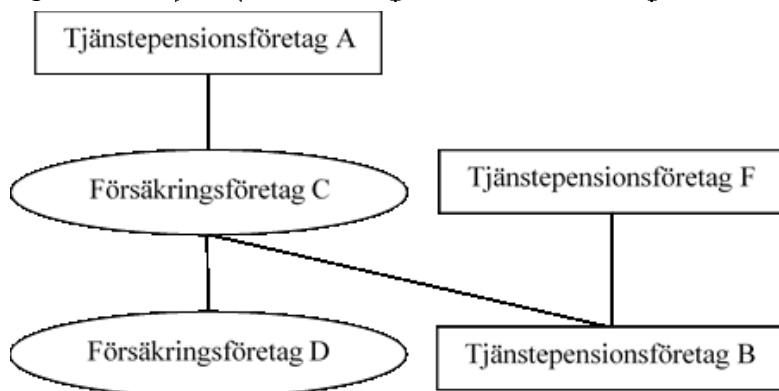 Tjänstepensionsföretag A
Försäkringsföretag C
Tjänstepensionsföretag F
Försäkringsföretag D
Tjänstepensionsföretag B